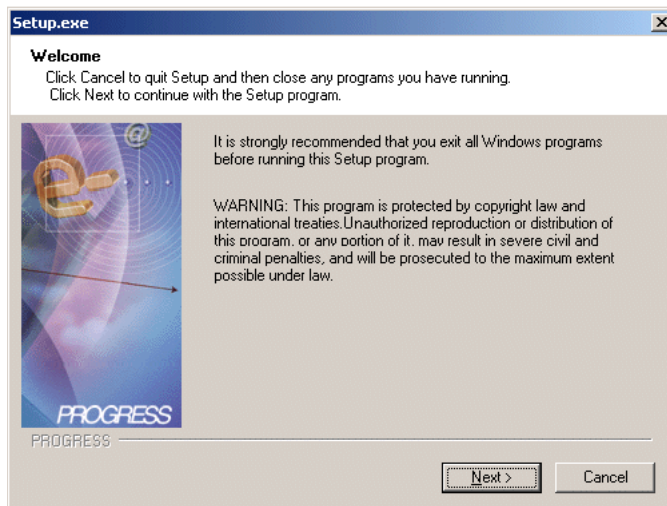 Setup.exe
Welcome
Click Cancel to quit Setup and then close any programs you have running.
Click Next to continue with the Setup program.
@
e-
It is strongly recommended that you exit all Windows programs
before running this Setup program.
WARNING: This program is protected by copyright law and
international treaties.Unauthorized reproduction or distribution of
this program, or any portion of it, may result in severe civil and
criminal penalties, and will be prosecuted to the maximum extent
possible under law.
PROGRESS
PROGRESS
Next >
Cancel